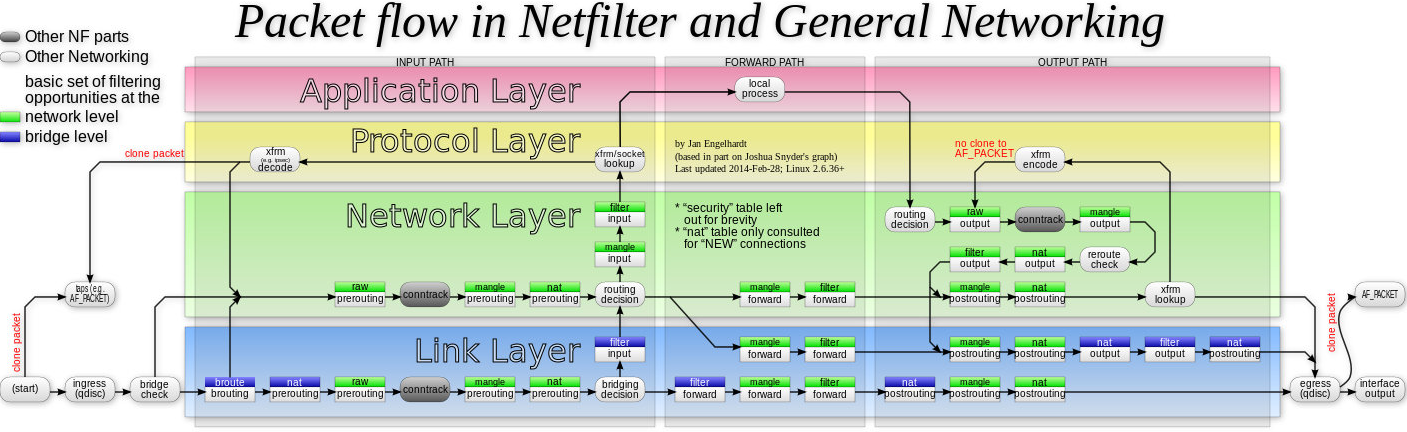 Packet flow in Netfilter and General Networking
Other NF parts
Other Networking
basic set of filtering
opportunities at the
network level
bridge level
INPUT PATH
FORWARD PATH
OUTPUT PATH
Application Layer
local
process
Protocol Layer
clone packet
xfrm
(e.g. ipsec)
decode
xfrm/socket
lookup
by Jan Engelhardt
(based in part on Joshua Snyder's graph)
Last updated 2014-Feb-28; Linux 2.6.36+
no clone to
AF_PACKET
xfrm
encode
Network Layer
filter
input
mangle
input
* “security” table left
out for brevity
* “nat” table only consulted
for “NEW” connections
routing
decision
raw
output
conntrack
mangle
output
filter
output
nat
output
reroute
check
taps (e.g.
AF_PACKET)
raw
prerouting
conntrack
mangle
prerouting
nat
prerouting
routing
decision
mangle
forward
filter
forward
mangle
postrouting
nat
postrouting
xfrm
lookup
clone packet
AF_PACKET
clone packet
Link Layer
filter
input
mangle
forward
filter
forward
mangle
postrouting
nat
postrouting
nat
output
filter
output
nat
postrouting
(start)
ingress
(qdisc)
bridge
check
broute
brouting
nat
prerouting
raw
prerouting
conntrack
mangle
prerouting
nat
prerouting
bridging
decision
filter
forward
mangle
forward
filter
forward
nat
postrouting
mangle
postrouting
nat
postrouting
egress
(qdisc)
interface
output